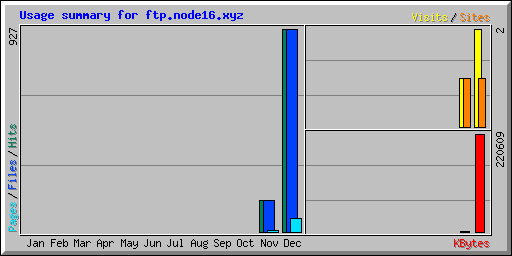 Usage summary for ftp.node16.xyz
Visits / Sites
927
2
Pages / Files / Hits
220609
Jan Feb Mar Apr May Jun Jul Aug Sep Oct Nov Dec
KBytes